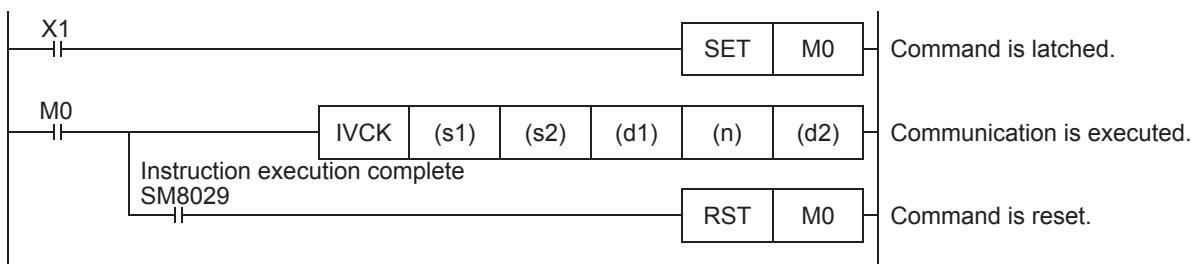 X1
SET M0 Command is latched.
M0
IVCK (s1) (s2) (d1) (n) (d2) Communication is executed.
Instruction execution complete
SM8029
RST M0 Command is reset.